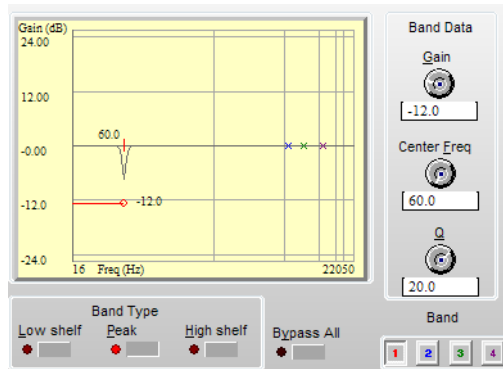 Gain (dB)
24.00
12.00
60.0
-0.00
-12.0
-12.0
-24.0
16 Freq (Hz) 22050
Band Data
Gain
-12.0
Center Freq
60.0
Q
20.0
Band Type
Low shelf Peak High shelf
Bypass All
Band
1 2 3 4